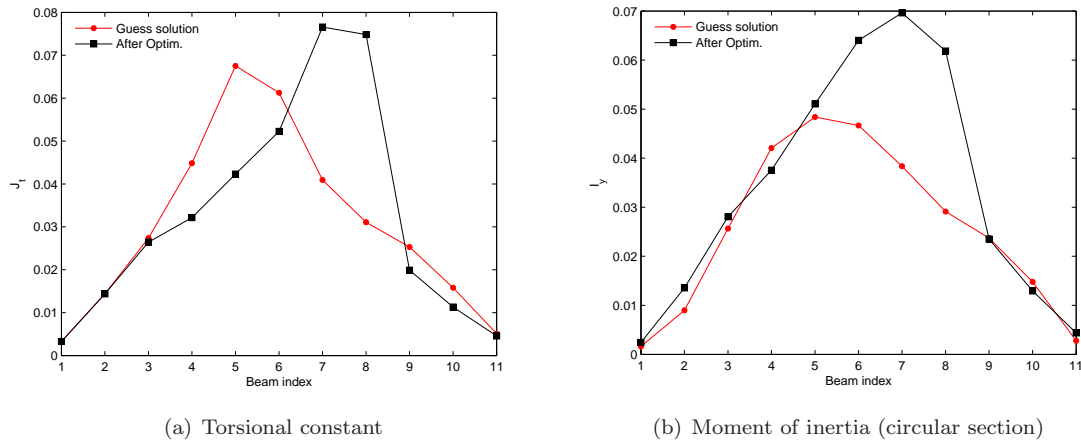 Guess solution
After Optim.
0.08
0.07
0.06
0.05
0.04
0.03
0.02
0.01
0
J_t
1 2 3 4 5 6 7 8 9 10 11
Beam index
(a) Torsional constant
Guess solution
After Optim.
0.07
0.06
0.05
0.04
0.03
0.02
0.01
0
I_y
1 2 3 4 5 6 7 8 9 10 11
Beam index
(b) Moment of inertia (circular section)